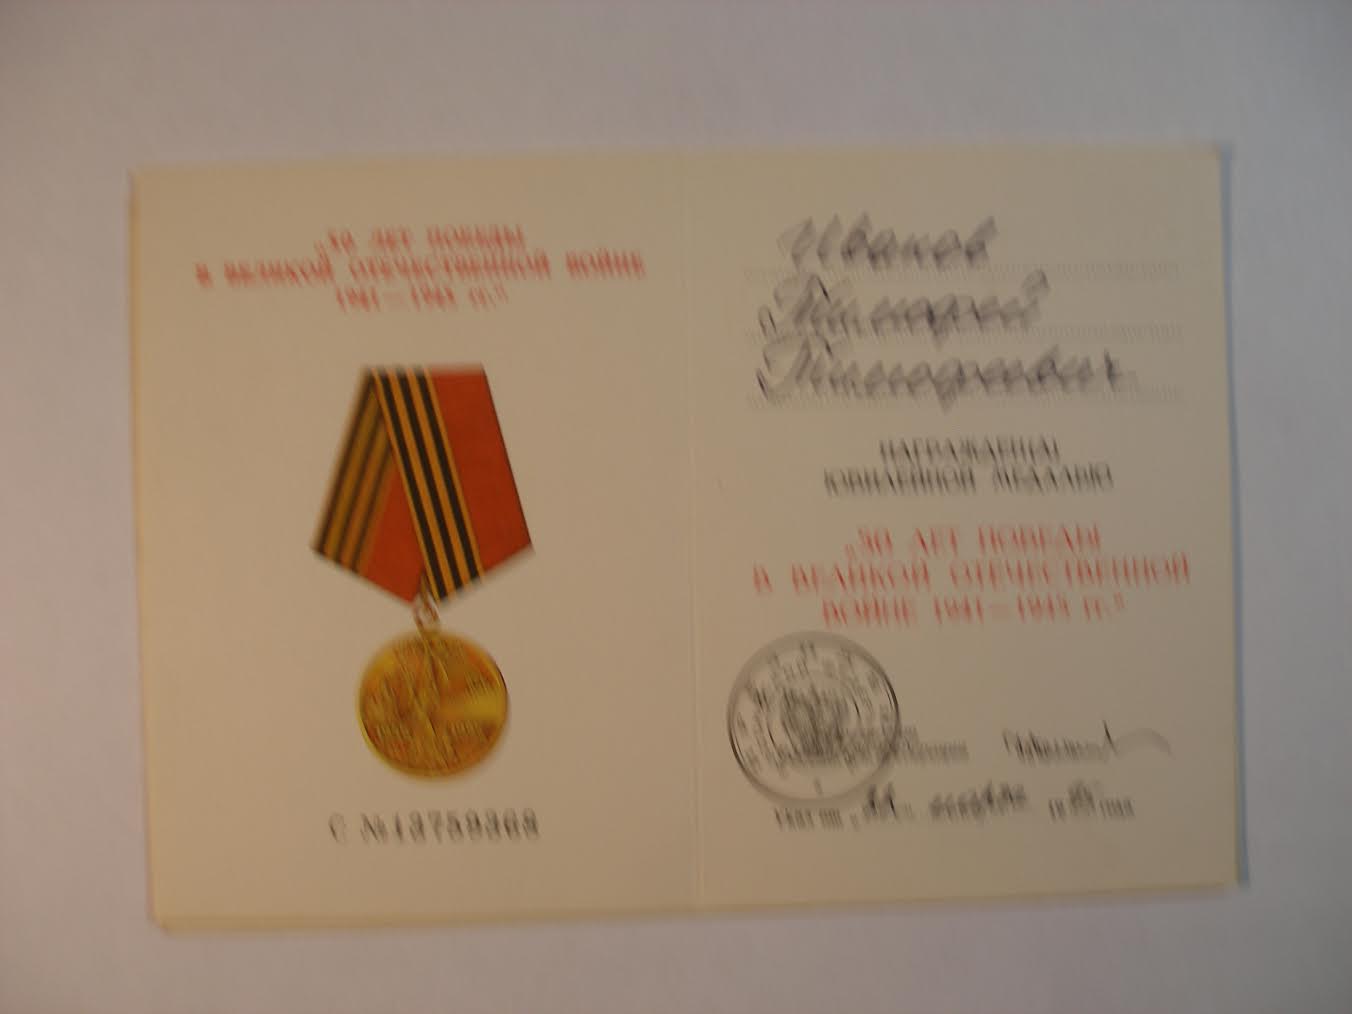 „50 ЛЕТ ПОБЕДЫ
В ВЕЛИКОЙ ОТЕЧЕСТВЕННОЙ ВОЙНЕ
1941—1945 гг.“
С №13759368
Иванов
Тимофей
Тимофеевич
НАГРАЖДЕН(А)
ЮБИЛЕЙНОЙ МЕДАЛЬЮ
„50 ЛЕТ ПОБЕДЫ
В ВЕЛИКОЙ ОТЕЧЕСТВЕННОЙ
ВОЙНЕ 1941—1945 гг.“